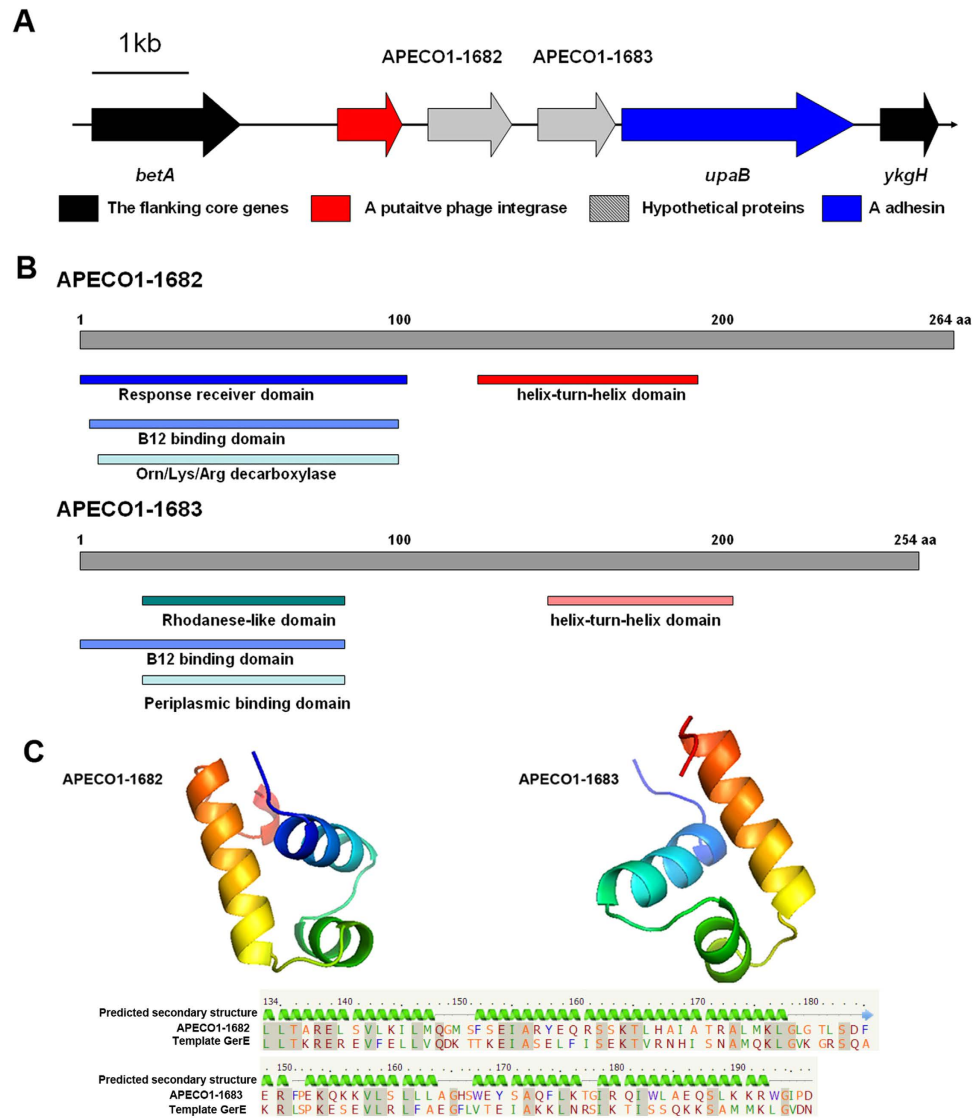 A
1kb
APECO1-1682 APECO1-1683
betA upaB ykgH
The flanking core genes A putaitve phage integrase Hypothetical proteins A adhesin
B
APECO1-1682
1 100 200 264 aa
Response receiver domain helix-turn-helix domain
B12 binding domain
Orn/Lys/Arg decarboxylase
APECO1-1683
1 100 200 254 aa
Rhodanese-like domain helix-turn-helix domain
B12 binding domain
Periplasmic binding domain
C
APECO1-1682 APECO1-1683
134 140 150 160 170 180
Predicted secondary structure
APECO1-1682 LLTARELSVLKILMQGMSFSEIARYEQRSSKTLHAIATRALMKLGLGTLSDF
Template GerE LLTKREREVFELLVQDKTTKEIASELFISEKTVRNHISNAMQKLGVKGRSQA
150 160 170 180 190
Predicted secondary structure
APECO1-1683 ERFPEKQKKVLSLLLAGHSWEYSAQFLKTGIRQIWLAEQSLKKRWGIPD
Template GerE KRLSPKESEVLRLFAEGFLVTEIAKKLNRSIKTISSQKKSAMMKLGVDN